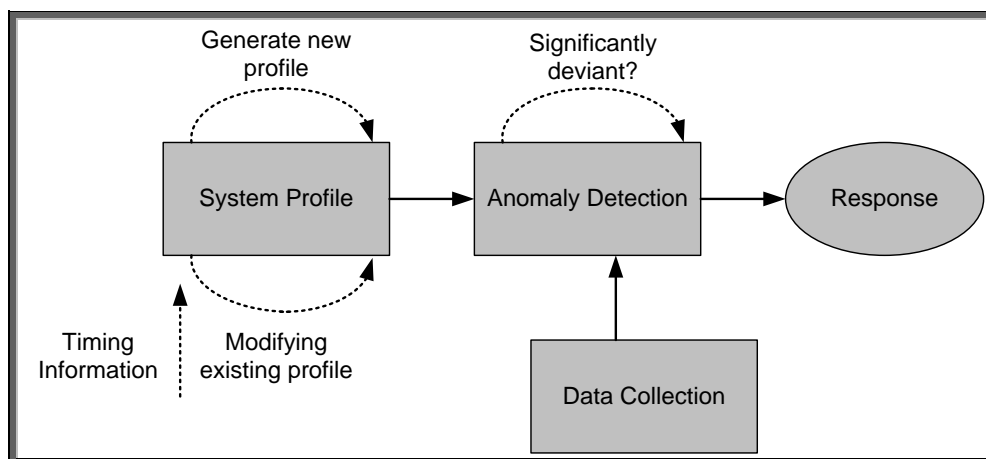 Generate new
profile
Significantly
deviant?
System Profile
Anomaly Detection
Response
Timing
Information
Modifying
existing profile
Data Collection